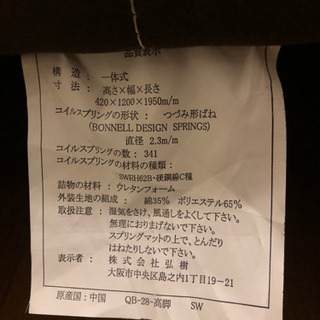 品質表示
構造：一体式
寸法：高さ×幅×長さ
420×1200×1950m/m
コイルスプリングの形状：つづみ形ばね
(BONNELL DESIGN SPRINGS)
直径 2.3m/m
コイルスプリングの数：341
コイルスプリングの材料の種類：
SWRH62B・硬鋼線C種
詰物の材料：ウレタンフォーム
外装生地の組成：綿35% ポリエステル65%
取扱注意：湿気をさけ、風通しをよくして下さい。
無理におりまげないで下さい。
スプリングマットの上で、とんだり
はねたりしないで下さい。
表示者：株式会社弘樹
大阪市中央区島之内1丁目19-21
原産国：中国 QB-28-高脚 SW